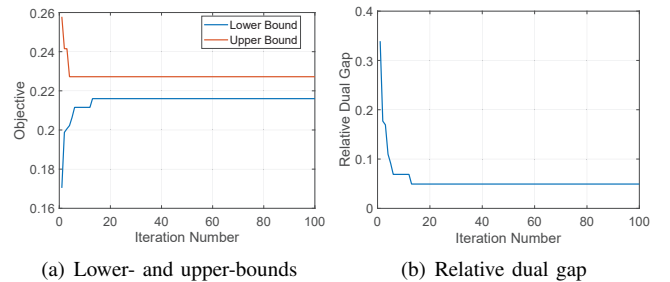 0.26
0.24
0.22
0.2
0.18
0.16
Objective
Lower Bound
Upper Bound
0 20 40 60 80 100
Iteration Number
(a) Lower- and upper-bounds
0.4
0.3
0.2
0.1
0
Relative Dual Gap
0 20 40 60 80 100
Iteration Number
(b) Relative dual gap